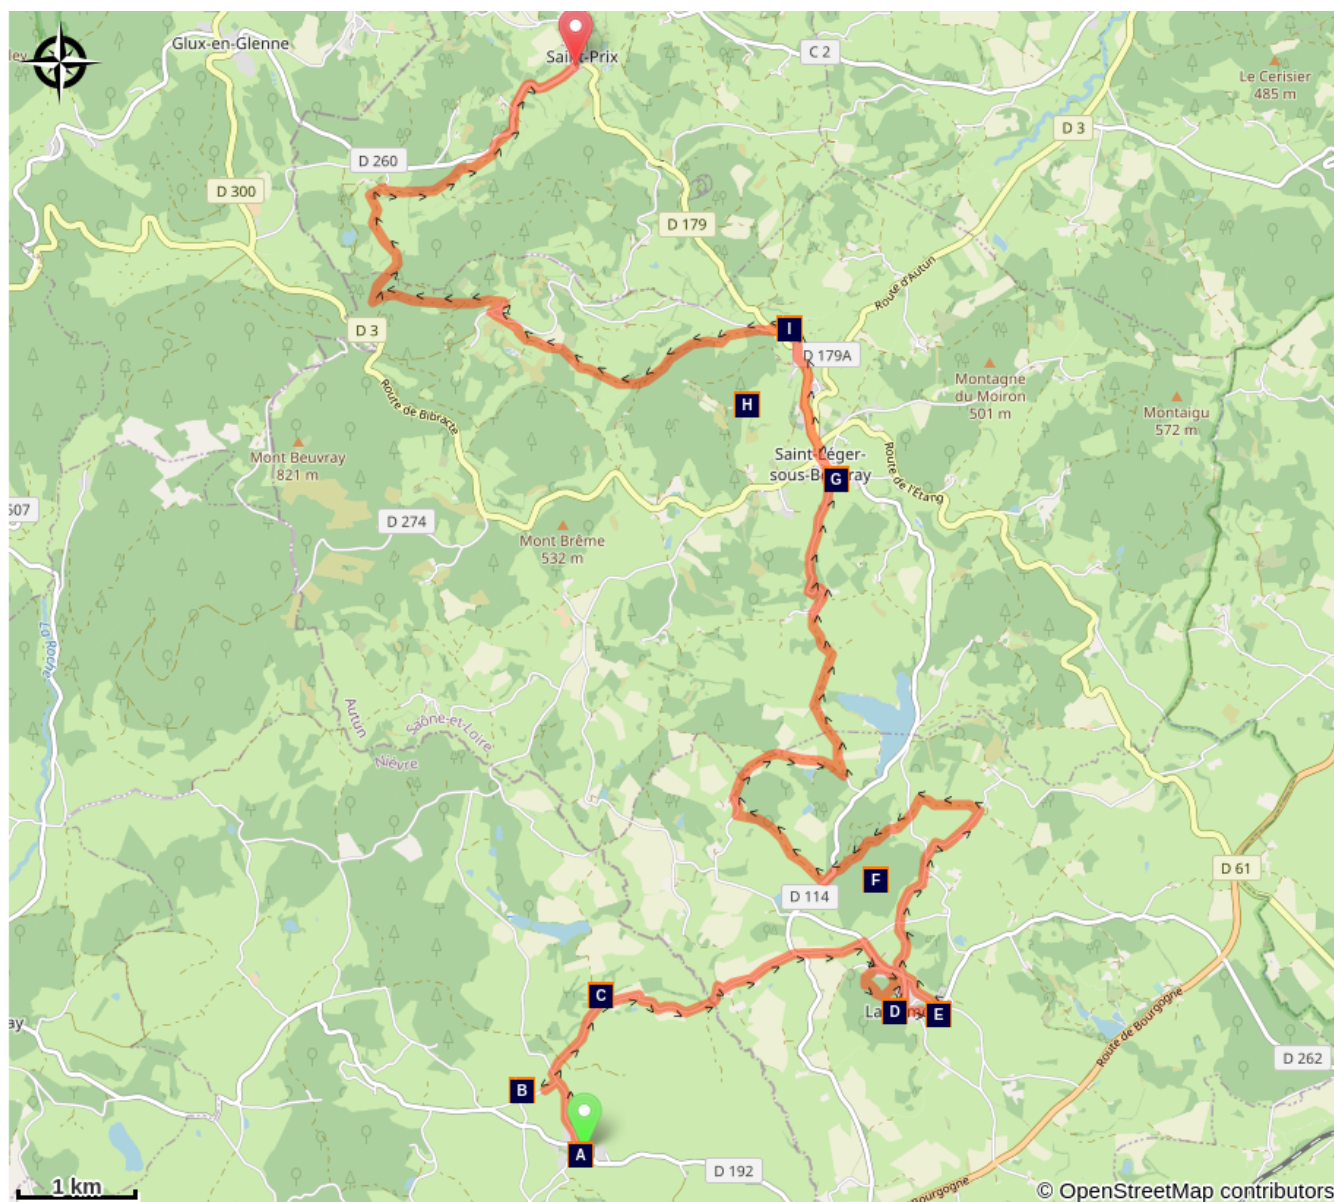 Glux-en-Glenne
Saint-Prix
C 2
Le Cerisier
485 m
D 3
D 260
D 300
D 179
Route d'Autun
I
D 3
D 179A
Route de Bibracte
Montagne
du Moiron
501 m
Montaigu
572 m
H
Mont Beuvray
821 m
Saint-Léger-
sous-B ray
G
Route de l'Étang
D 274
Mont Brême
532 m
La Roche
Autun
Saône-et-Loire
Nièvre
D 61
F
D 114
C
D
E
La
Route de Bourgogne
B
D 262
A
D 192
1 km
Bourgogne
© OpenStreetMap contributors